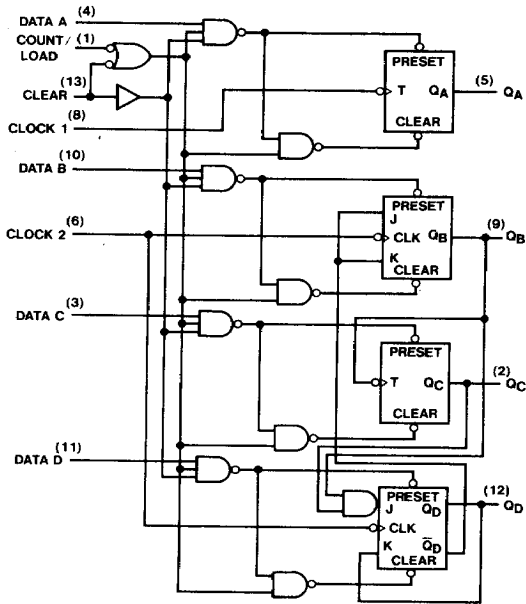 DATA A (4)
COUNT/ (1)
LOAD
CLEAR (13)
CLOCK 1 (8)
PRESET
T QA (5) QA
CLEAR
DATA B (10)
CLOCK 2 (6)
PRESET
J
CLK QB (9) QB
K
CLEAR
DATA C (3)
PRESET
T QC (2) QC
CLEAR
DATA D (11)
PRESET
J QD (12) QD
CLK
K Q̅D
CLEAR